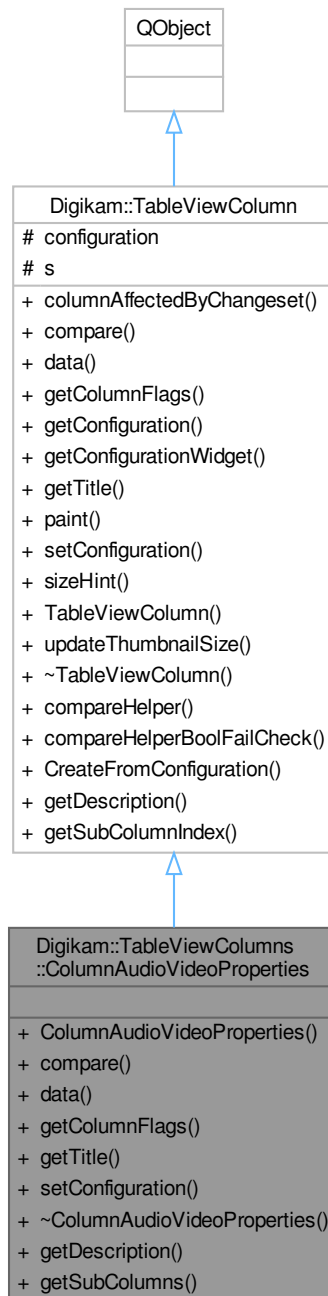 QObject
Digikam::TableViewColumn
# configuration
# s
+ columnAffectedByChangeset()
+ compare()
+ data()
+ getColumnFlags()
+ getConfiguration()
+ getConfigurationWidget()
+ getTitle()
+ paint()
+ setConfiguration()
+ sizeHint()
+ TableViewColumn()
+ updateThumbnailSize()
+ ~TableViewColumn()
+ compareHelper()
+ compareHelperBoolFailCheck()
+ CreateFromConfiguration()
+ getDescription()
+ getSubColumnIndex()
Digikam::TableViewColumns
::ColumnAudioVideoProperties
+ ColumnAudioVideoProperties()
+ compare()
+ data()
+ getColumnFlags()
+ getTitle()
+ setConfiguration()
+ ~ColumnAudioVideoProperties()
+ getDescription()
+ getSubColumns()